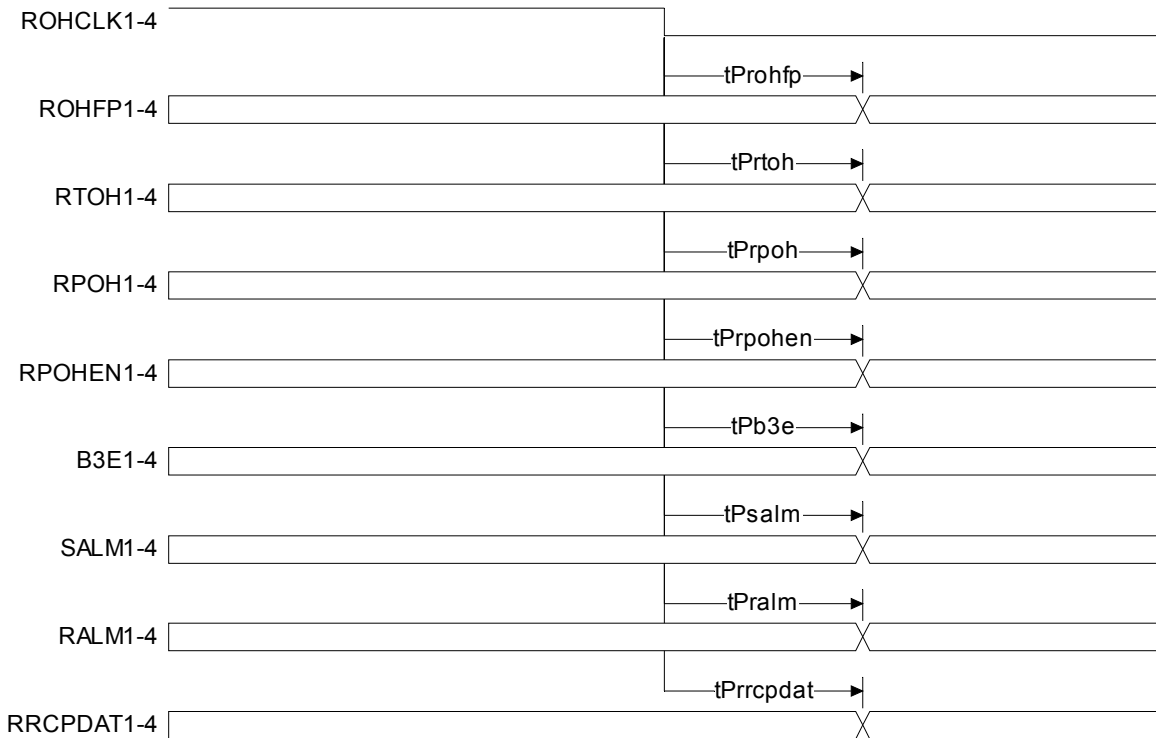 ROHCLK1-4
tProhfp
ROHFP1-4
tPrtoh
RTOH1-4
tPrpoh
RPOH1-4
tPrpohen
RPOHEN1-4
tPb3e
B3E1-4
tPsalm
SALM1-4
tPralm
RALM1-4
tPrrcpdat
RRCPDAT1-4